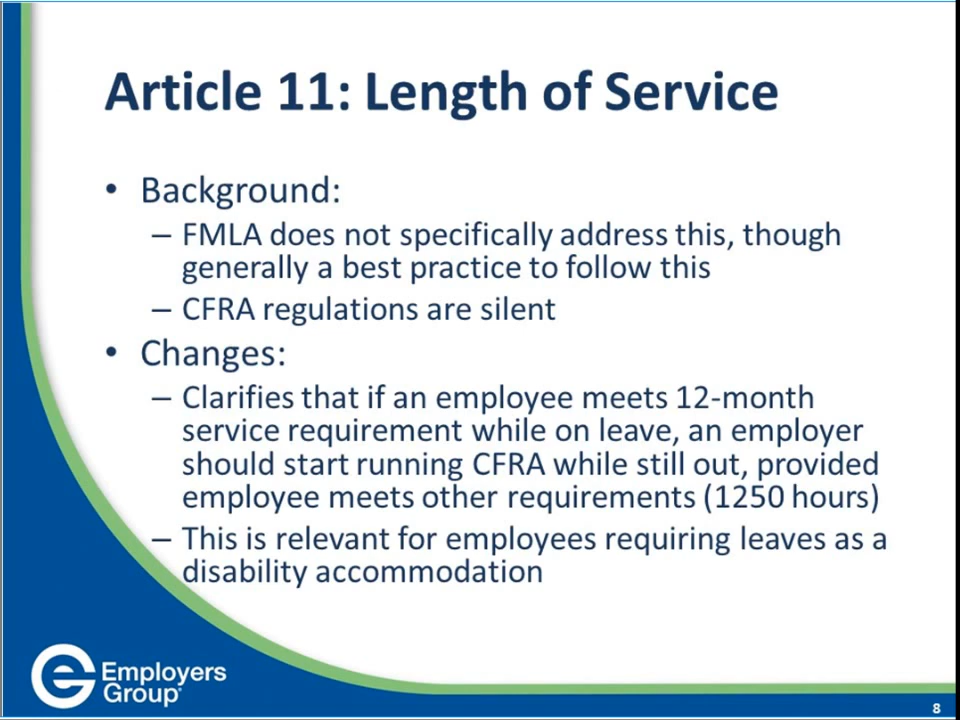 Article 11: Length of Service
• Background:
– FMLA does not specifically address this, though
generally a best practice to follow this
– CFRA regulations are silent
• Changes:
– Clarifies that if an employee meets 12-month
service requirement while on leave, an employer
should start running CFRA while still out, provided
employee meets other requirements (1250 hours)
– This is relevant for employees requiring leaves as a
disability accommodation
Employers
Group
8